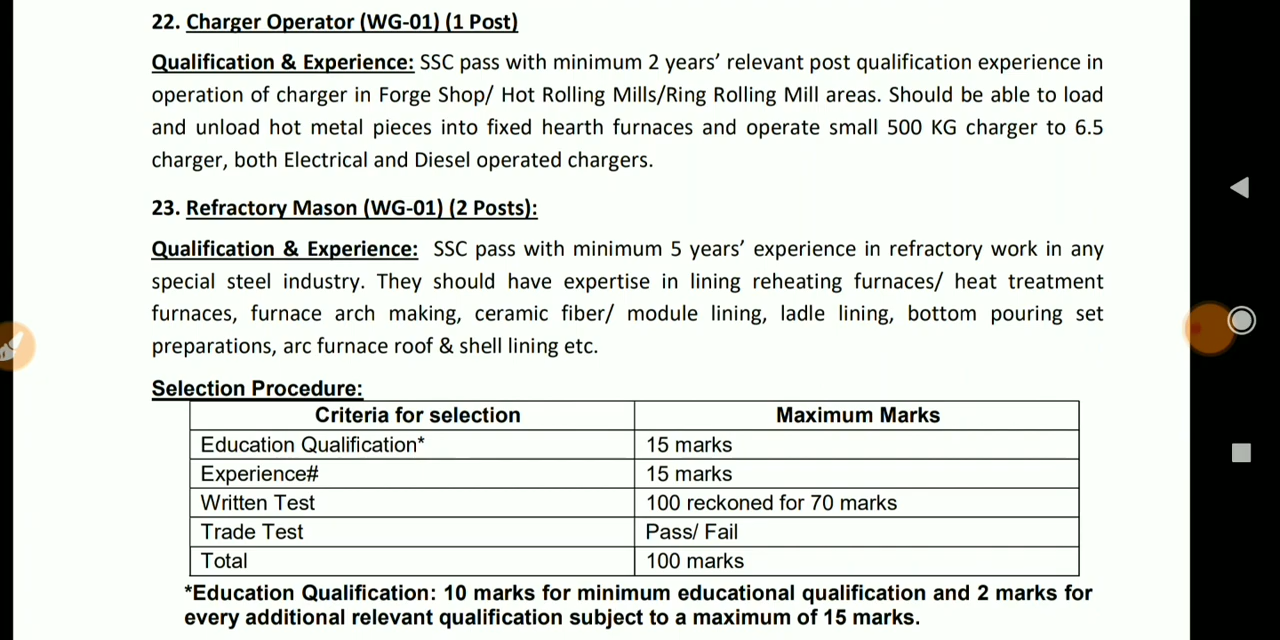 22. Charger Operator (WG-01) (1 Post)
Qualification & Experience: SSC pass with minimum 2 years’ relevant post qualification experience in
operation of charger in Forge Shop/ Hot Rolling Mills/Ring Rolling Mill areas. Should be able to load
and unload hot metal pieces into fixed hearth furnaces and operate small 500 KG charger to 6.5
charger, both Electrical and Diesel operated chargers.
23. Refractory Mason (WG-01) (2 Posts):
Qualification & Experience: SSC pass with minimum 5 years’ experience in refractory work in any
special steel industry. They should have expertise in lining reheating furnaces/ heat treatment
furnaces, furnace arch making, ceramic fiber/ module lining, ladle lining, bottom pouring set
preparations, arc furnace roof & shell lining etc.
Selection Procedure:
Criteria for selection Maximum Marks
Education Qualification* 15 marks
Experience# 15 marks
Written Test 100 reckoned for 70 marks
Trade Test Pass/ Fail
Total 100 marks
*Education Qualification: 10 marks for minimum educational qualification and 2 marks for
every additional relevant qualification subject to a maximum of 15 marks.